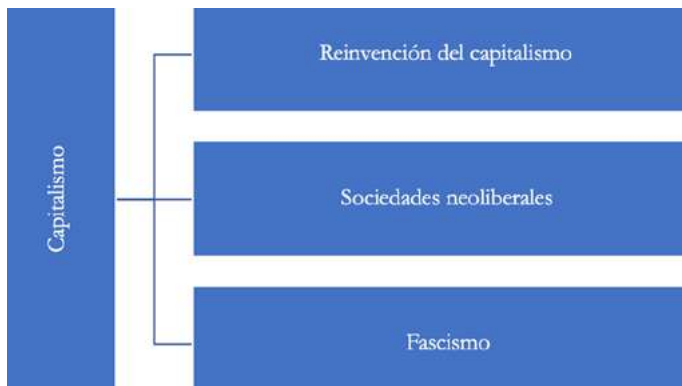 Capitalismo
Reinvención del capitalismo
Sociedades neoliberales
Fascismo